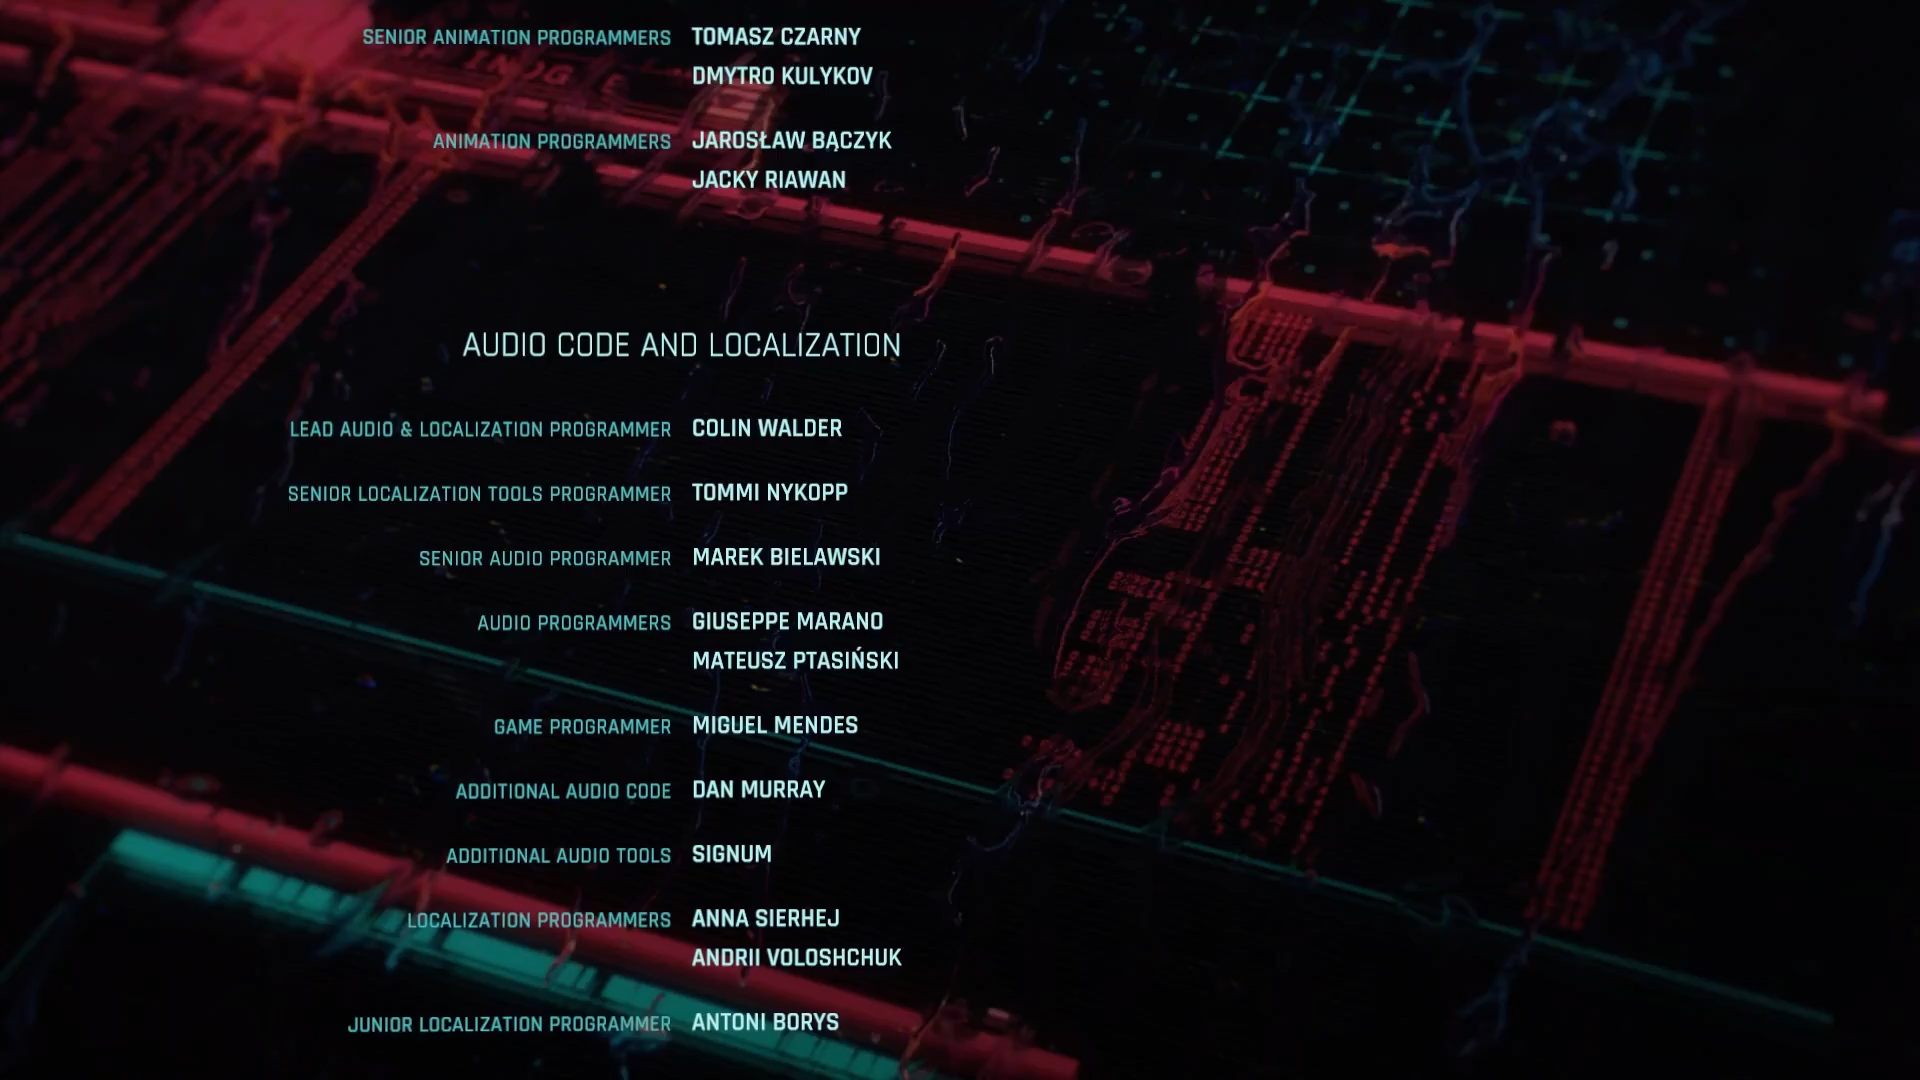 SENIOR ANIMATION PROGRAMMERS TOMASZ CZARNY
DMYTRO KULYKOV
ANIMATION PROGRAMMERS JAROSŁAW BĄCZYK
JACKY RIAWAN
AUDIO CODE AND LOCALIZATION
LEAD AUDIO & LOCALIZATION PROGRAMMER COLIN WALDER
SENIOR LOCALIZATION TOOLS PROGRAMMER TOMMI NYKOPP
SENIOR AUDIO PROGRAMMER MAREK BIELAWSKI
AUDIO PROGRAMMERS GIUSEPPE MARANO
MATEUSZ PTASIŃSKI
GAME PROGRAMMER MIGUEL MENDES
ADDITIONAL AUDIO CODE DAN MURRAY
ADDITIONAL AUDIO TOOLS SIGNUM
LOCALIZATION PROGRAMMERS ANNA SIERHEJ
ANDRII VOLOSHCHUK
JUNIOR LOCALIZATION PROGRAMMER ANTONI BORYS